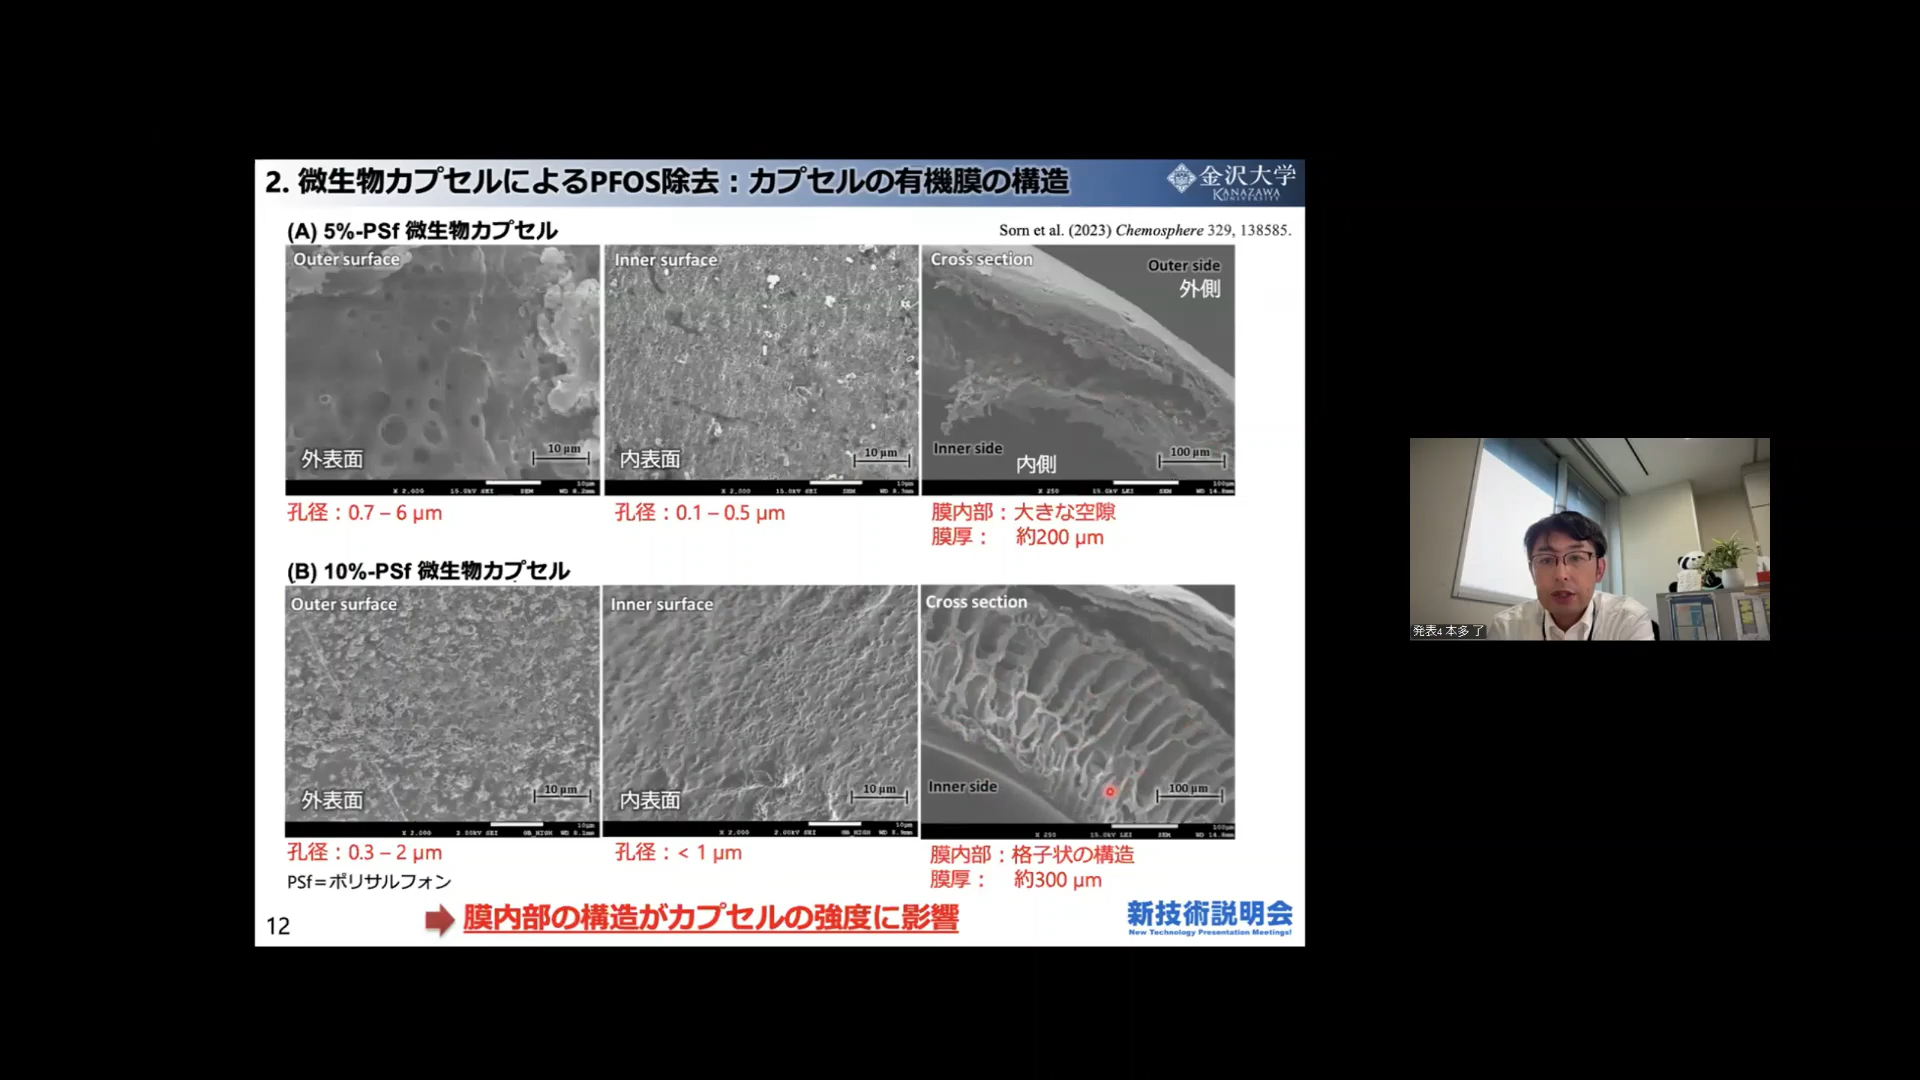 2. 微生物カプセルによるPFOS除去：カプセルの有機膜の構造
金沢大学
KANAZAWA
UNIVERSITY
(A) 5%-PSf 微生物カプセル
Sorn et al. (2023) Chemosphere 329, 138585.
Outer surface
外表面
10 μm
Inner surface
内表面
10 μm
Cross section
Outer side
外側
Inner side
内側
100 μm
孔径：0.7 – 6 μm
孔径：0.1 – 0.5 μm
膜内部：大きな空隙
膜厚： 約200 μm
(B) 10%-PSf 微生物カプセル
Outer surface
外表面
10 μm
Inner surface
内表面
10 μm
Cross section
Inner side
100 μm
孔径：0.3 – 2 μm
孔径：< 1 μm
膜内部：格子状の構造
膜厚： 約300 μm
PSf＝ポリサルフォン
膜内部の構造がカプセルの強度に影響
12
新技術説明会
New Technology Presentation Meetings!
発表4 本多 了